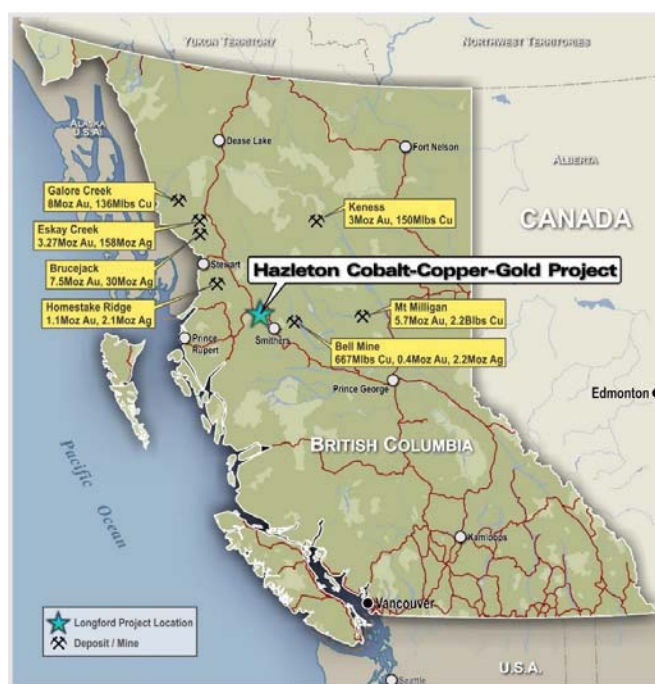 YUKON TERRITORY
NORTHWEST TERRITORIES
ALASKA
U.S.A.
Dease Lake
Fort Nelson
ALBERTA
Galore Creek
8Moz Au, 136Mlbs Cu
Keness
3Moz Au, 150Mlbs Cu
CANADA
Eskay Creek
3.27Moz Au, 158Moz Ag
Brucejack
7.5Moz Au, 30Moz Ag
Stewart
Hazleton Cobalt-Copper-Gold Project
Homestake Ridge
1.1Moz Au, 2.1Moz Ag
Mt Milligan
5.7Moz Au, 2.2Blbs Cu
Smithers
Prince
Rupert
Bell Mine
667Mlbs Cu, 0.4Moz Au, 2.2Moz Ag
Prince George
Edmonton
BRITISH COLUMBIA
Pacific Ocean
Kamloops
Vancouver
Longford Project Location
Deposit / Mine
U.S.A.
Seattle